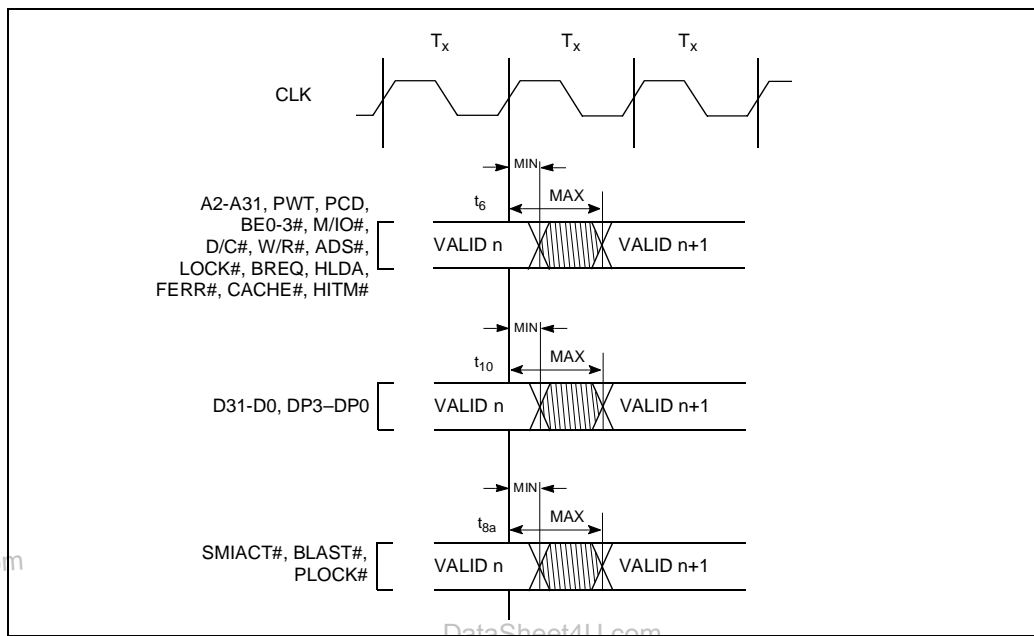 Tx Tx Tx
CLK
MIN
t6 MAX
A2-A31, PWT, PCD,
BE0-3#, M/IO#,
D/C#, W/R#, ADS#,
LOCK#, BREQ, HLDA,
FERR#, CACHE#, HITM#
VALID n VALID n+1
MIN
t10 MAX
D31-D0, DP3–DP0
VALID n VALID n+1
MIN
t8a MAX
SMIACT#, BLAST#,
PLOCK#
VALID n VALID n+1
om
DataSheet4U.com